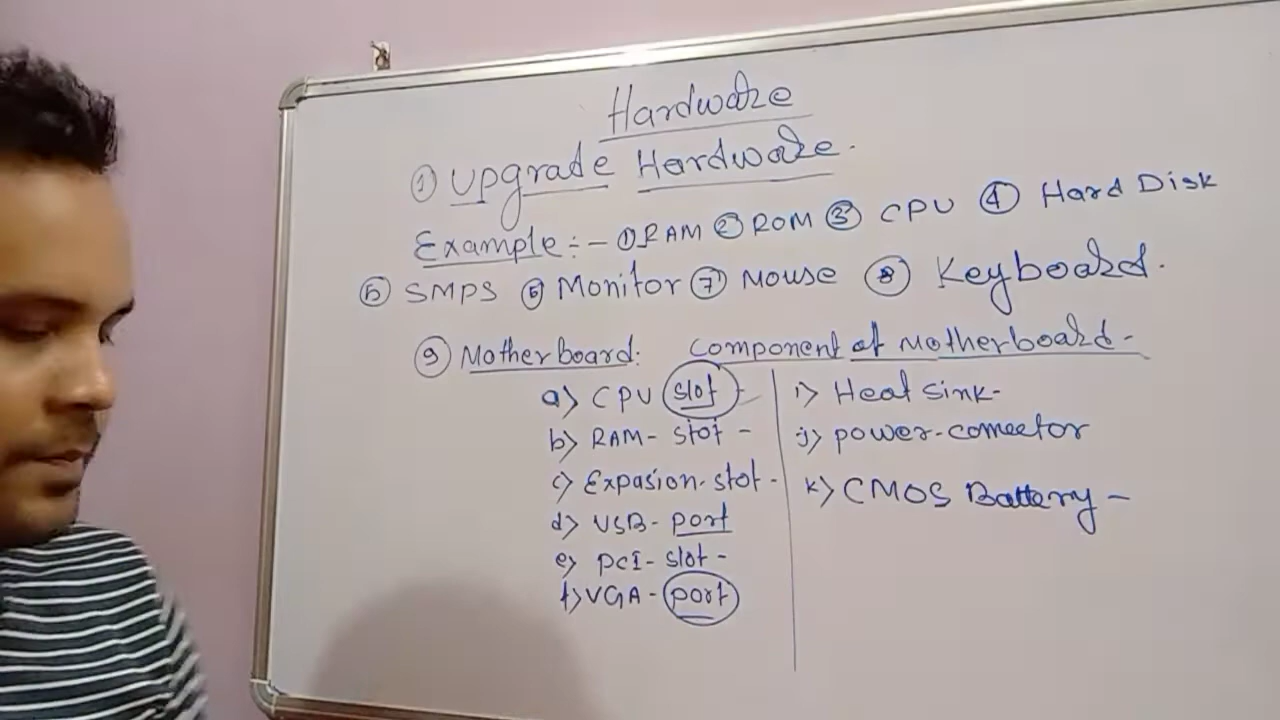 Hardware
① Upgrade Hardware.
Example:- ① RAM ② ROM ③ CPU ④ Hard Disk
⑤ SMPS ⑥ Monitor ⑦ Mouse ⑧ Keyboard.
⑨ Motherboard: Component of Motherboard-
a) CPU slot-
b) RAM- slot-
c) Expasion-slot-
d) USB- port
e) PCI- slot-
f) VGA- port
i) Heat sink-
j) power-connector
k) CMOS Battery-